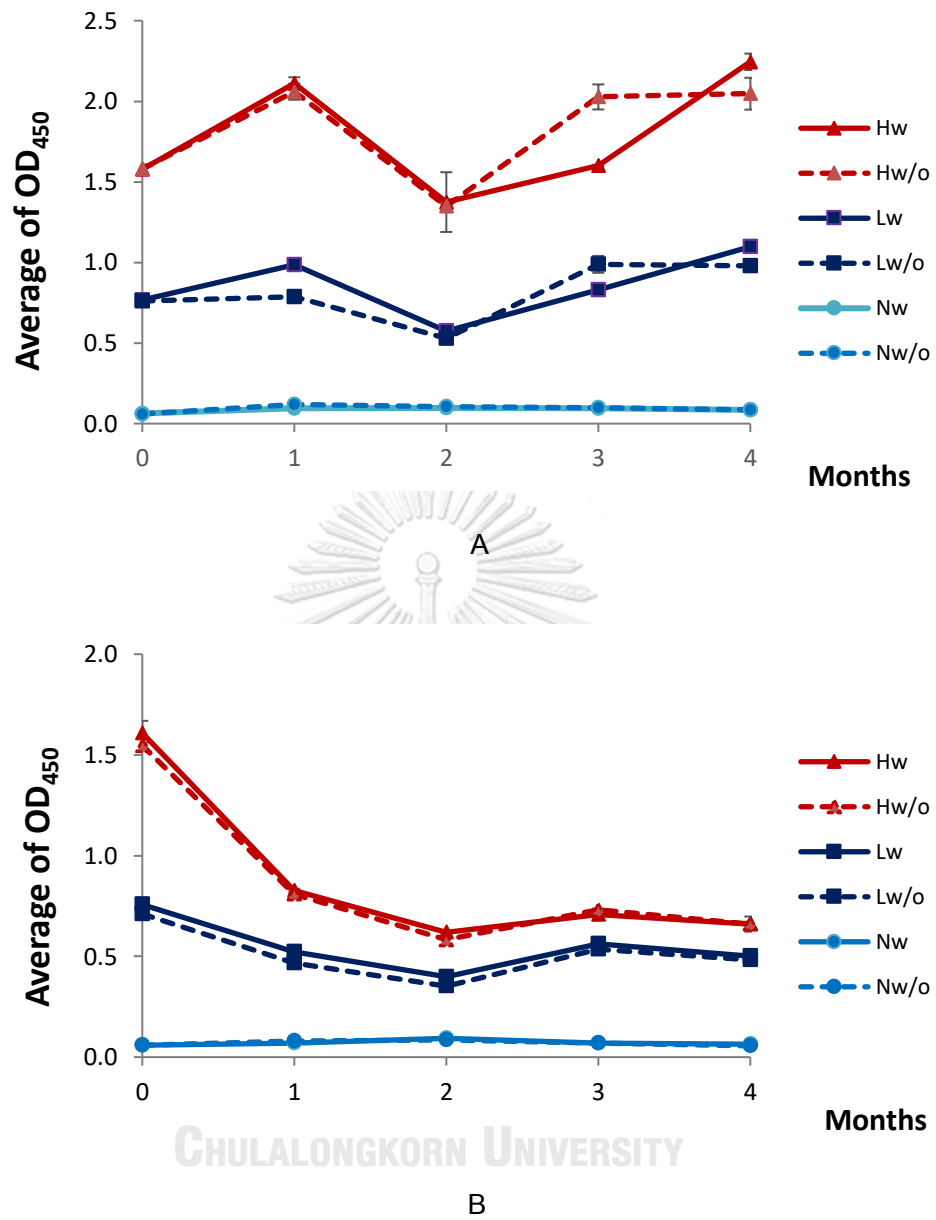 2.5
2.0
1.5
1.0
0.5
0.0
Average of OD450
0 1 2 3 4
Months
Hw
Hw/o
Lw
Lw/o
Nw
Nw/o
A
2.0
1.5
1.0
0.5
0.0
Average of OD450
0 1 2 3 4
Months
Hw
Hw/o
Lw
Lw/o
Nw
Nw/o
CHULALONGKORN UNIVERSITY
B